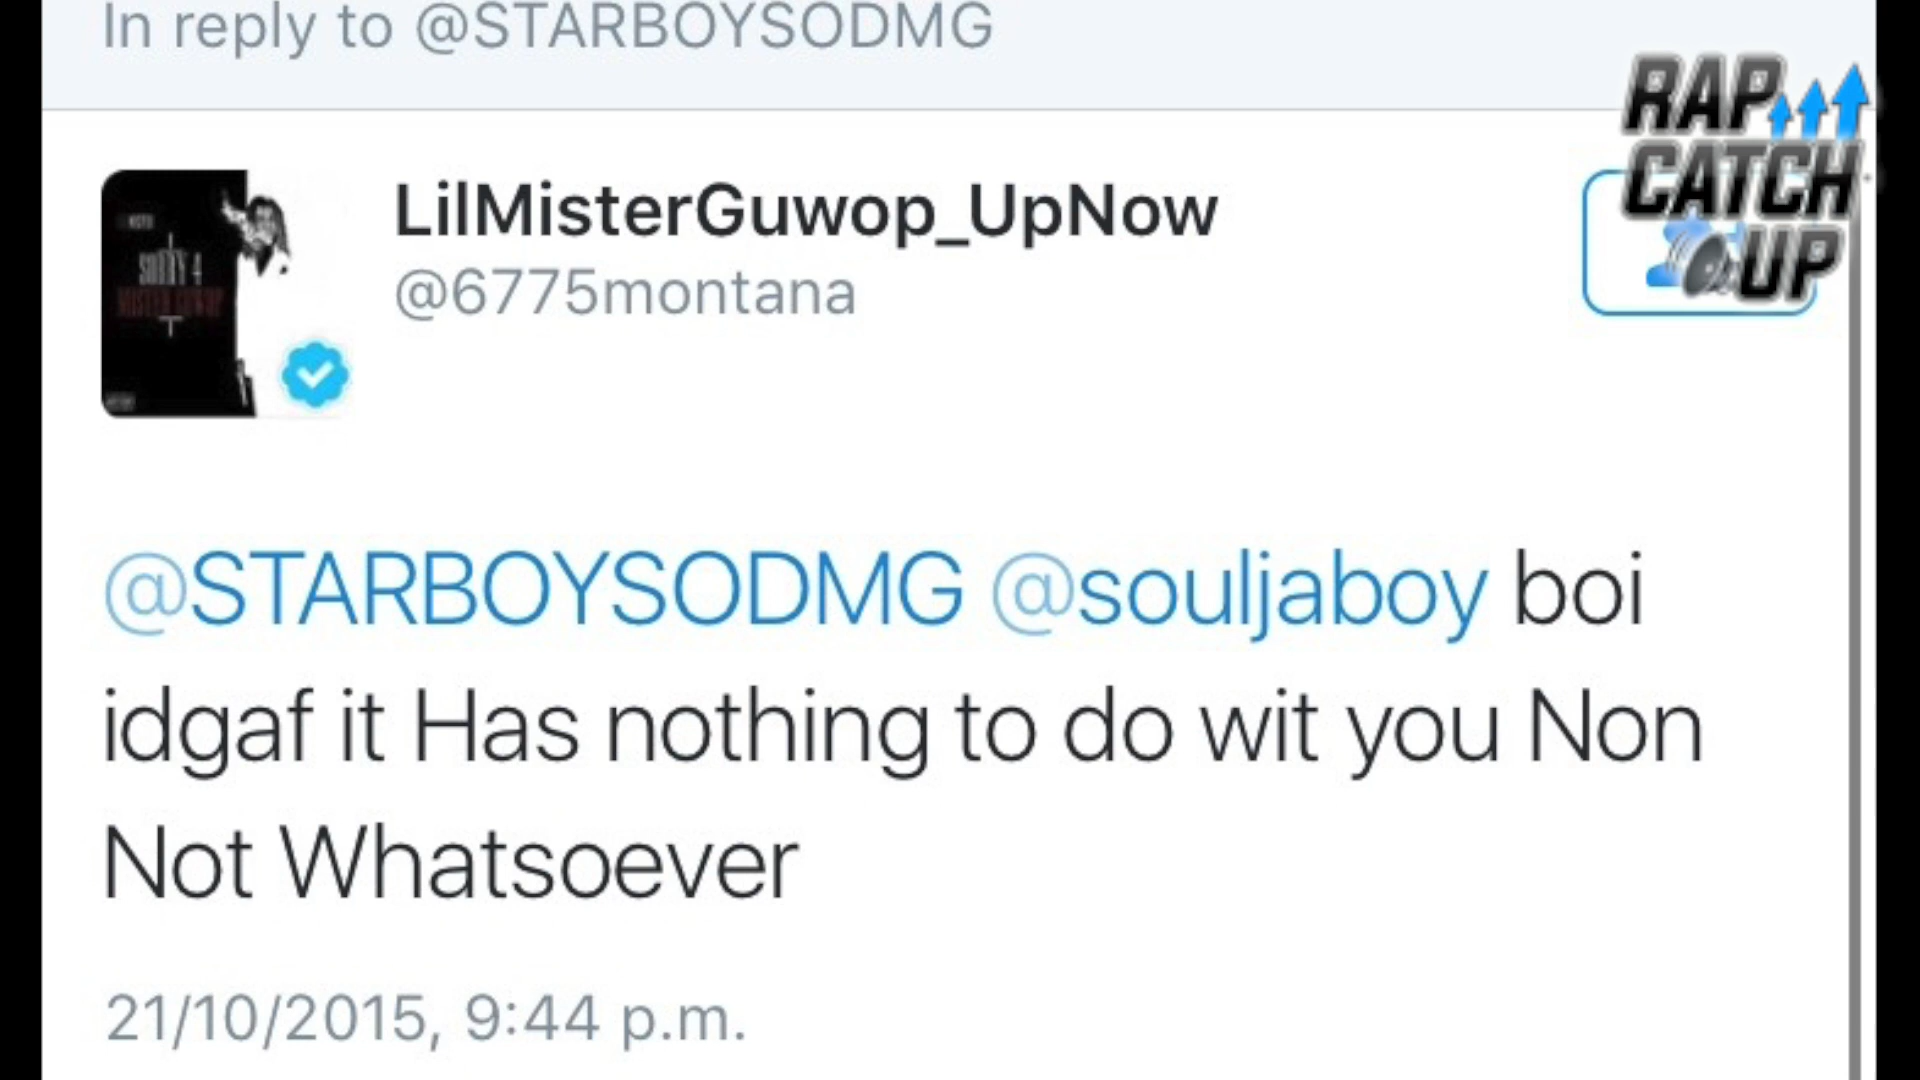 In reply to @STARBOYSODMG
RAP
CATCH
UP
LilMisterGuwop_UpNow
@6775montana
@STARBOYSODMG @souljaboy boi
idgaf it Has nothing to do wit you Non
Not Whatsoever
21/10/2015, 9:44 p.m.